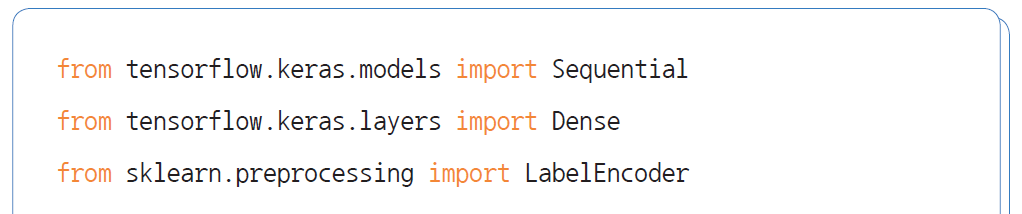 from tensorflow.keras.models import Sequential
from tensorflow.keras.layers import Dense
from sklearn.preprocessing import LabelEncoder